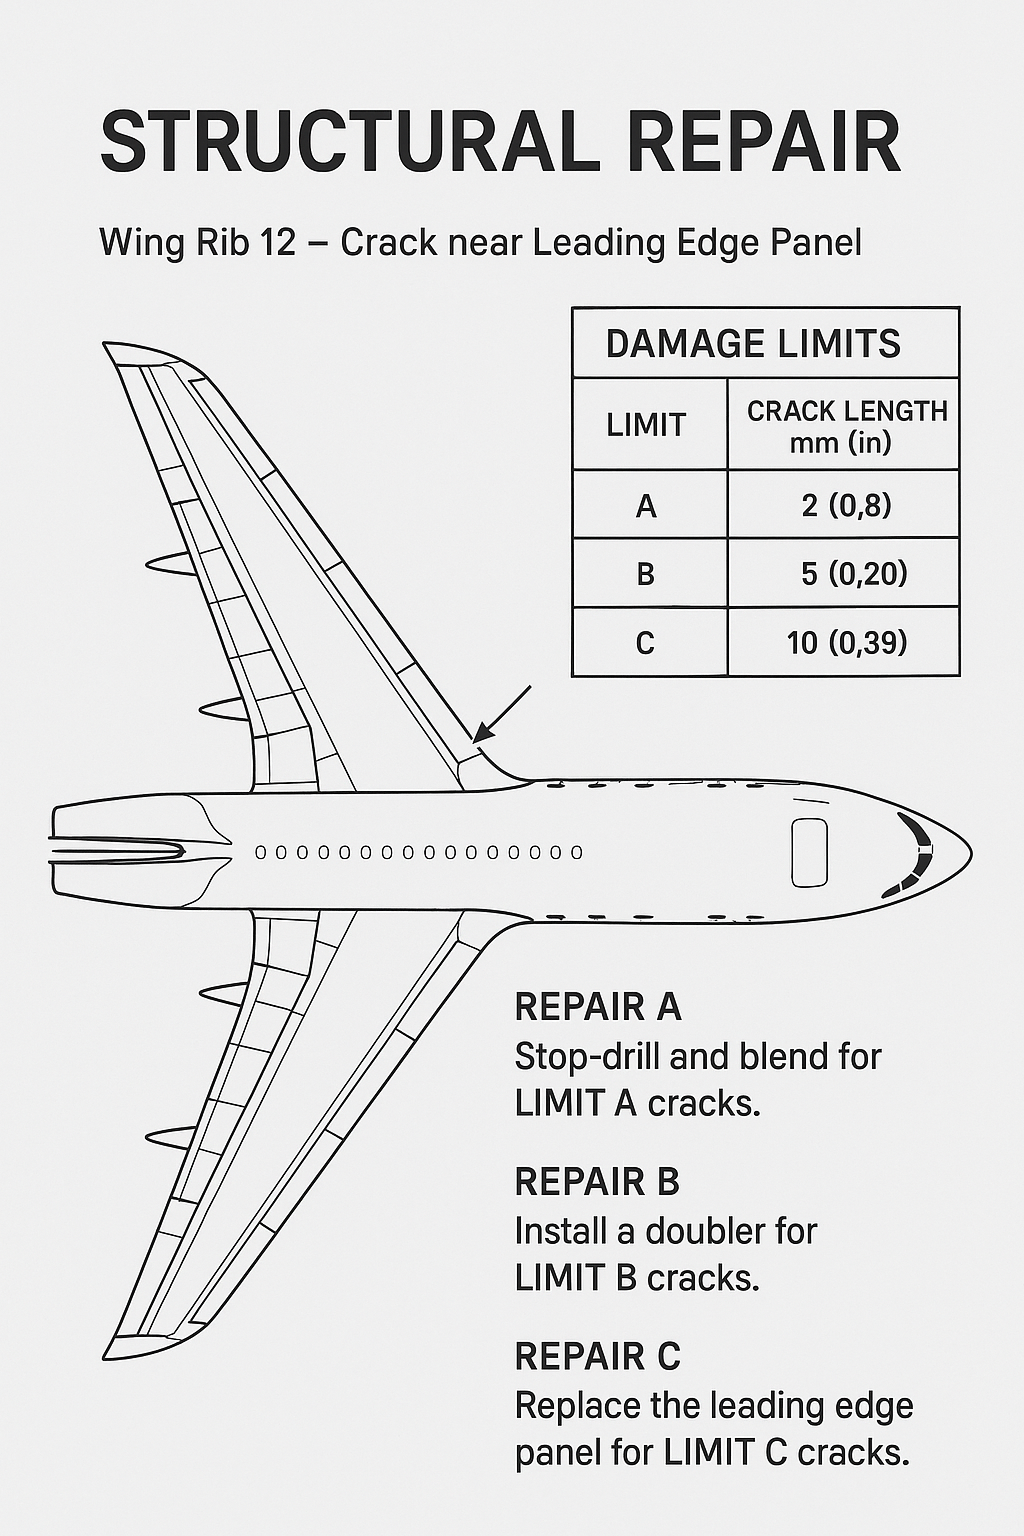 STRUCTURAL REPAIR
Wing Rib 12 – Crack near Leading Edge Panel
DAMAGE LIMITS
LIMIT CRACK LENGTH
mm (in)
A 2 (0,8)
B 5 (0,20)
C 10 (0,39)
REPAIR A
Stop-drill and blend for
LIMIT A cracks.
REPAIR B
Install a doubler for
LIMIT B cracks.
REPAIR C
Replace the leading edge
panel for LIMIT C cracks.